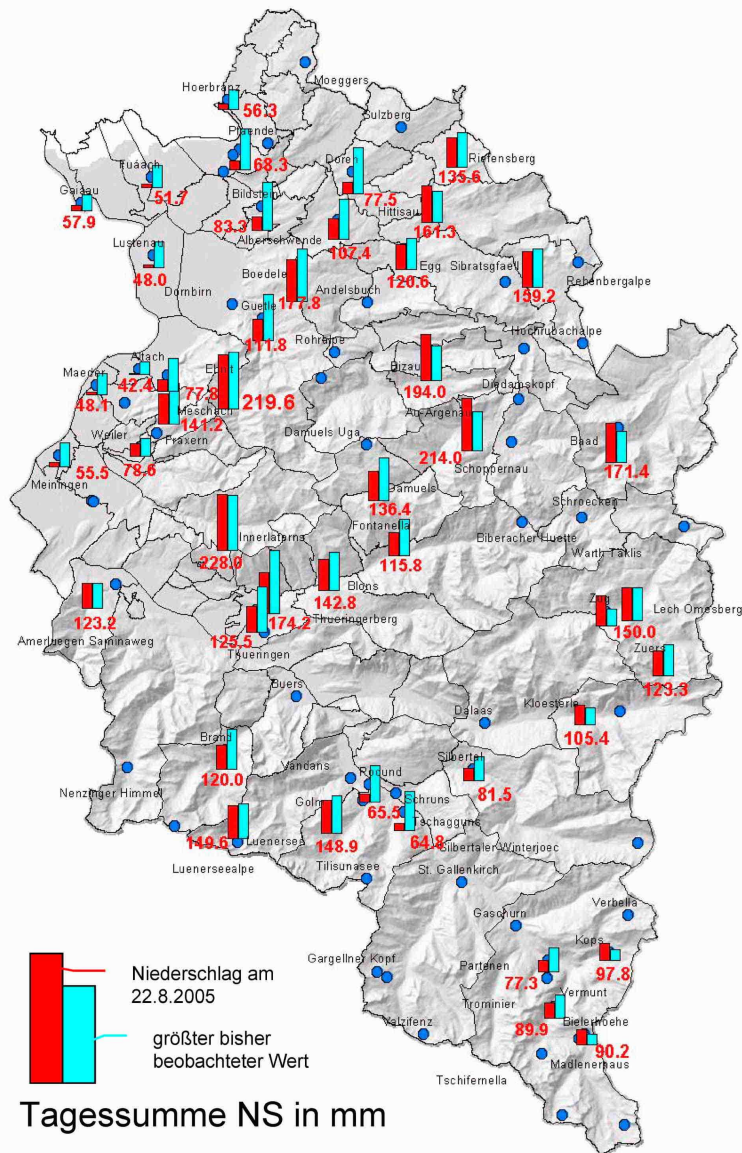 Moeggers
Hoerbranz
56.3
Sulzberg
Pfaender
68.3
Doren
Riefensberg
135.6
Fuáach
51.7
77.5
Gaiáau
57.9
Bildstein
83.3
Hittisau
161.3
Alberschwende
107.4
Lustenau
48.0
Egg
120.6
Sibratsgfaell
159.2
Rehenbergalpe
Boedele
177.8
Dornbirn
Andelsbuch
Guetle
111.8
Rohralpe
Hochrubachalpe
Altach
42.4
Ebnit
219.6
Bizau
194.0
Diedamskopf
Maeder
48.1
77.8
Meschach
141.2
Au-Argenau
214.0
Weiler
78.6
Fraxern
Damuels Uga
Schoppernau
Baad
171.4
55.5
Meiningen
Damuels
136.4
Schroecken
Innerlaterns
228.0
Fontanella
115.8
Biberacher Huette
Warth Taklis
Blons
142.8
123.2
174.2
Thueringerberg
Zug
Lech Omesberg
150.0
125.5
Amerluegen Saminaweg
Thueringen
Zuers
123.3
Buers
Dalaas
Kloesterle
105.4
Brand
120.0
Silbertal
81.5
Vandans
Rodund
65.5
Nenzinger Himmel
Golm
148.9
Schruns
Tschagguns
64.8
149.6
Luenersee
Silbertaler Winterjoec
Luenerseealpe
Tilisunasee
St. Gallenkirch
Verbella
Gaschurn
Kops
97.8
Gargellner Kopf
Partenen
77.3
Vermunt
Trominier
89.9
Bielerhoehe
90.2
Valzifenz
Madlenerhaus
Tschifernella
Niederschlag am
22.8.2005
größter bisher
beobachteter Wert
Tagessumme NS in mm